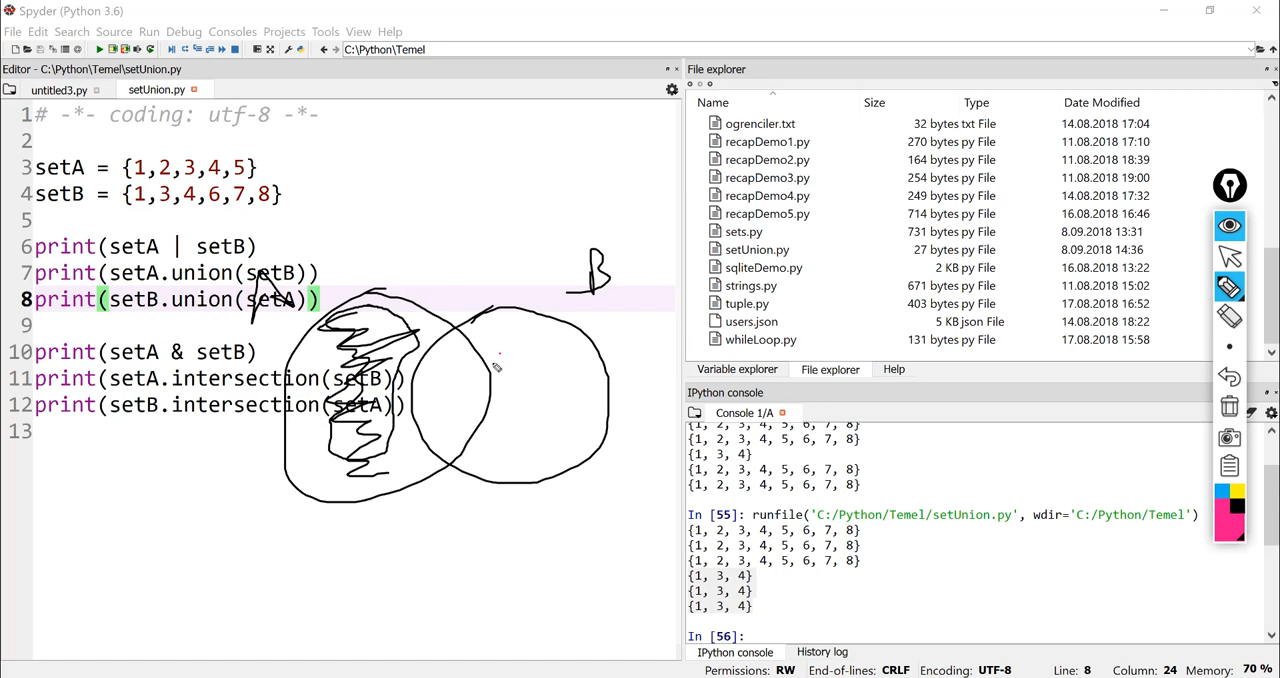 Spyder (Python 3.6)
File Edit Search Source Run Debug Consoles Projects Tools View Help
C:\Python\Temel
Editor - C:\Python\Temel\setUnion.py
untitled3.py
setUnion.py
1 # -*- coding: utf-8 -*-
2
3 setA = {1,2,3,4,5}
4 setB = {1,3,4,6,7,8}
5
6 print(setA | setB)
7 print(setA.union(setB))
8 print(setB.union(setA))
9
10 print(setA & setB)
11 print(setA.intersection(setB))
12 print(setB.intersection(setA))
13
A
B
File explorer
Name Size Type Date Modified
ogrenciler.txt 32 bytes txt File 14.08.2018 17:04
recapDemo1.py 270 bytes py File 11.08.2018 17:10
recapDemo2.py 164 bytes py File 11.08.2018 18:39
recapDemo3.py 254 bytes py File 11.08.2018 19:00
recapDemo4.py 249 bytes py File 14.08.2018 17:32
recapDemo5.py 714 bytes py File 16.08.2018 16:46
sets.py 731 bytes py File 8.09.2018 13:31
setUnion.py 27 bytes py File 8.09.2018 14:36
sqliteDemo.py 2 KB py File 16.08.2018 13:22
strings.py 671 bytes py File 11.08.2018 15:02
tuple.py 403 bytes py File 17.08.2018 16:52
users.json 5 KB json File 14.08.2018 18:22
whileLoop.py 131 bytes py File 17.08.2018 15:58
Variable explorer File explorer Help
IPython console
Console 1/A
{1, 2, 3, 4, 5, 6, 7, 8}
{1, 2, 3, 4, 5, 6, 7, 8}
{1, 3, 4}
{1, 2, 3, 4, 5, 6, 7, 8}
{1, 2, 3, 4, 5, 6, 7, 8}
In [55]: runfile('C:/Python/Temel/setUnion.py', wdir='C:/Python/Temel')
{1, 2, 3, 4, 5, 6, 7, 8}
{1, 2, 3, 4, 5, 6, 7, 8}
{1, 2, 3, 4, 5, 6, 7, 8}
{1, 3, 4}
{1, 3, 4}
{1, 3, 4}
In [56]:
IPython console History log
Permissions: RW End-of-lines: CRLF Encoding: UTF-8 Line: 8 Column: 24 Memory: 70 %